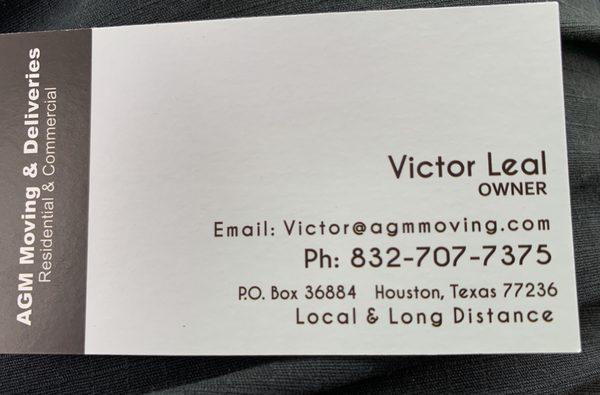 AGM Moving & Deliveries
Residential & Commercial
Victor Leal
OWNER
Email: Victor@agmmoving.com
Ph: 832-707-7375
P.O. Box 36884 Houston, Texas 77236
Local & Long Distance